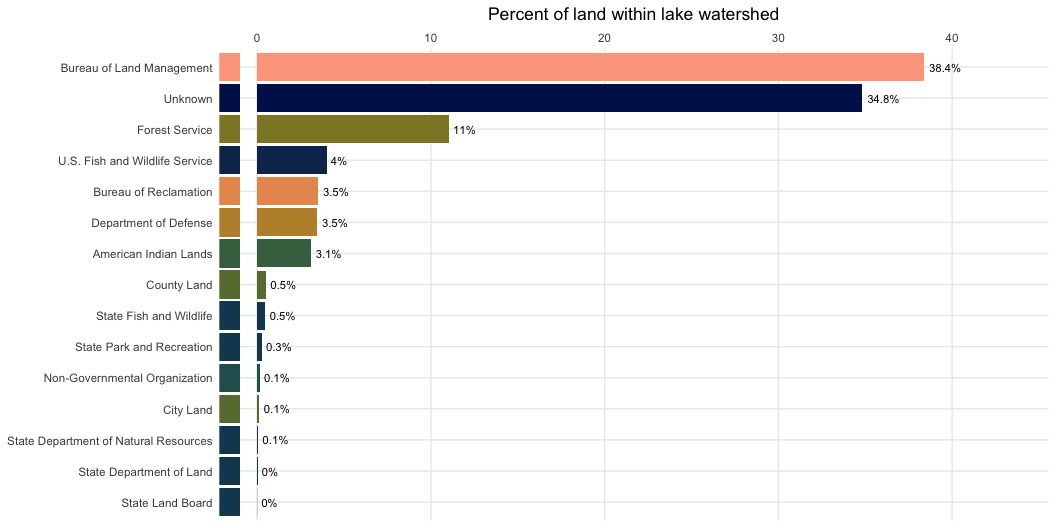 Percent of land within lake watershed
0 10 20 30 40
Bureau of Land Management 38.4%
Unknown 34.8%
Forest Service 11%
U.S. Fish and Wildlife Service 4%
Bureau of Reclamation 3.5%
Department of Defense 3.5%
American Indian Lands 3.1%
County Land 0.5%
State Fish and Wildlife 0.5%
State Park and Recreation 0.3%
Non-Governmental Organization 0.1%
City Land 0.1%
State Department of Natural Resources 0.1%
State Department of Land 0%
State Land Board 0%